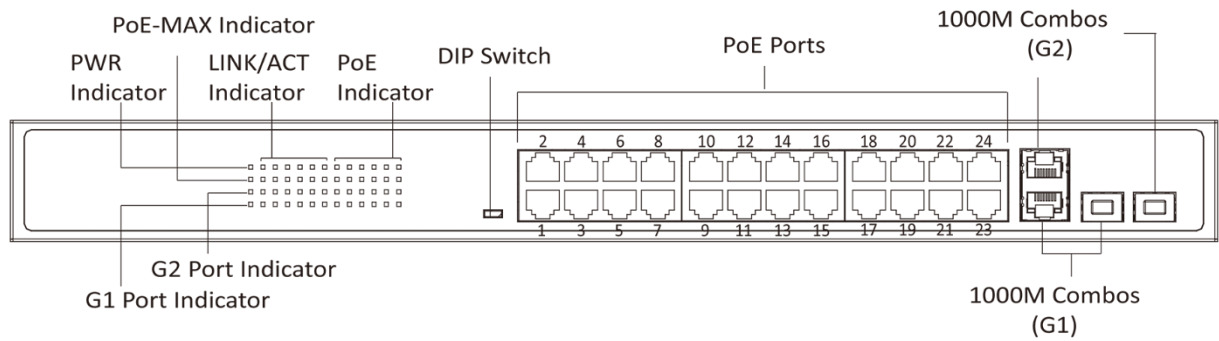 PoE-MAX Indicator
PWR
Indicator
LINK/ACT
Indicator
PoE
Indicator
DIP Switch
PoE Ports
1000M Combos
(G2)
2 4 6 8 10 12 14 16 18 20 22 24
1 3 5 7 9 11 13 15 17 19 21 23
G2 Port Indicator
G1 Port Indicator
1000M Combos
(G1)